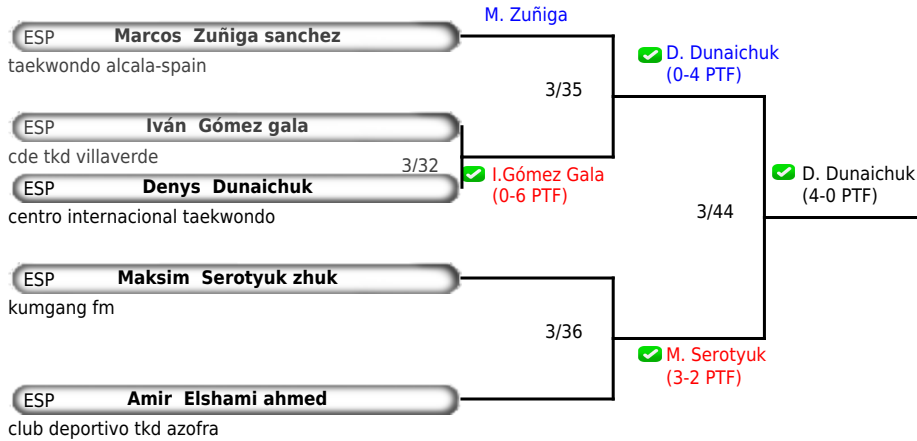 M. Zuñiga
ESP Marcos Zuñiga sanchez
taekwondo alcala-spain
D. Dunaichuk
(0-4 PTF)
3/35
ESP Iván Gómez gala
cde tkd villaverde
3/32
I.Gómez Gala
(0-6 PTF)
ESP Denys Dunaichuk
centro internacional taekwondo
D. Dunaichuk
(4-0 PTF)
3/44
ESP Maksim Serotyuk zhuk
kumgang fm
3/36
M. Serotyuk
(3-2 PTF)
ESP Amir Elshami ahmed
club deportivo tkd azofra